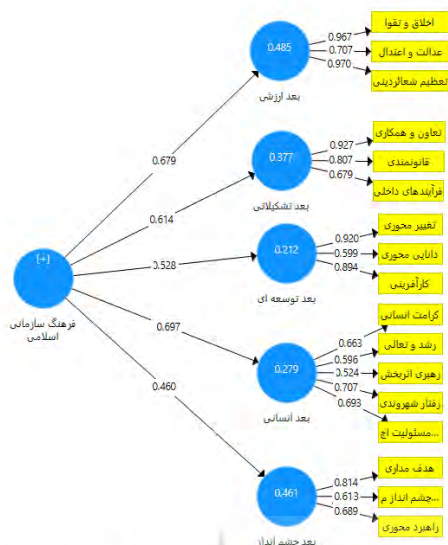 0.485
بعد ارزشی
0.967
0.707
0.970
اخلاق و تقوا
عدالت و اعتدال
تعظیم شعائردینی
0.377
بعد تشکیلاتی
0.927
0.807
0.679
تعاون و همکاری
قانونمندی
فرآیندهای داخلی
0.212
بعد توسعه ای
0.920
0.599
0.894
تغییر محوری
دانایی محوری
کارآفرینی
0.279
بعد انسانی
0.663
0.596
0.524
0.707
0.693
کرامت انسانی
رشد و تعالی
رهبری اثربخش
رفتار شهروندی
...مسئولیت اج
0.461
بعد چشم انداز
0.814
0.613
0.689
هدف مداری
...چشم انداز م
راهبرد محوری
[+]
فرهنگ سازمانی
اسلامی
0.679
0.614
0.528
0.697
0.460